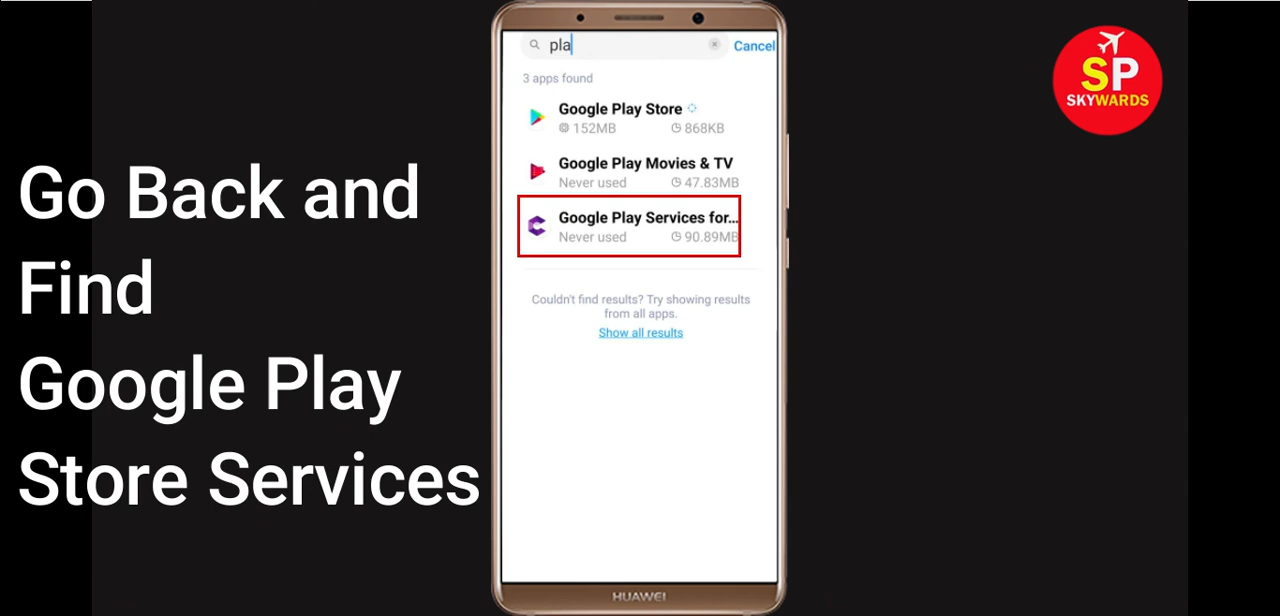 Go Back and
Find
Google Play
Store Services
pla
Cancel
3 apps found
Google Play Store
152MB
868KB
Google Play Movies & TV
Never used
47.83MB
Google Play Services for...
Never used
90.89MB
Couldn't find results? Try showing results
from all apps.
Show all results
HUAWEI
SP
SKYWARDS